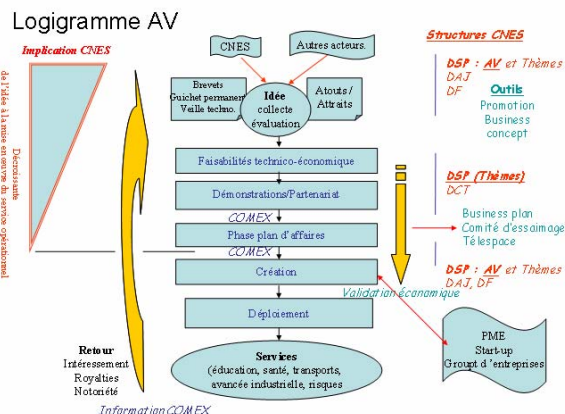 Logigramme AV
Implication CNES
CNES
Autres acteurs.
Structures CNES
Brevets
Guichet permanent
Veille techno.
Idée
collecte
évaluation
Atouts /
Attraits
DSP : AV et Thèmes
DAJ
DF
Outils
Promotion
Business
concept
Décroissante
de l'idée à la mise en œuvre du service opérationnel
Faisabilités technico-économique
Démonstrations/Partenariat
COMEX
Phase plan d'affaires
COMEX
Création
Validation économique
Déploiement
Services
(éducation, santé, transports,
avancée industrielle, risques
DSP (Thèmes)
DCT
Business plan
Comité d'essaimage
Télespace
DSP : AV et Thèmes
DAJ, DF
PME
Start-up
Groupt d'entreprises
Retour
Intéressement
Royalties
Notoriété
Information COMEX